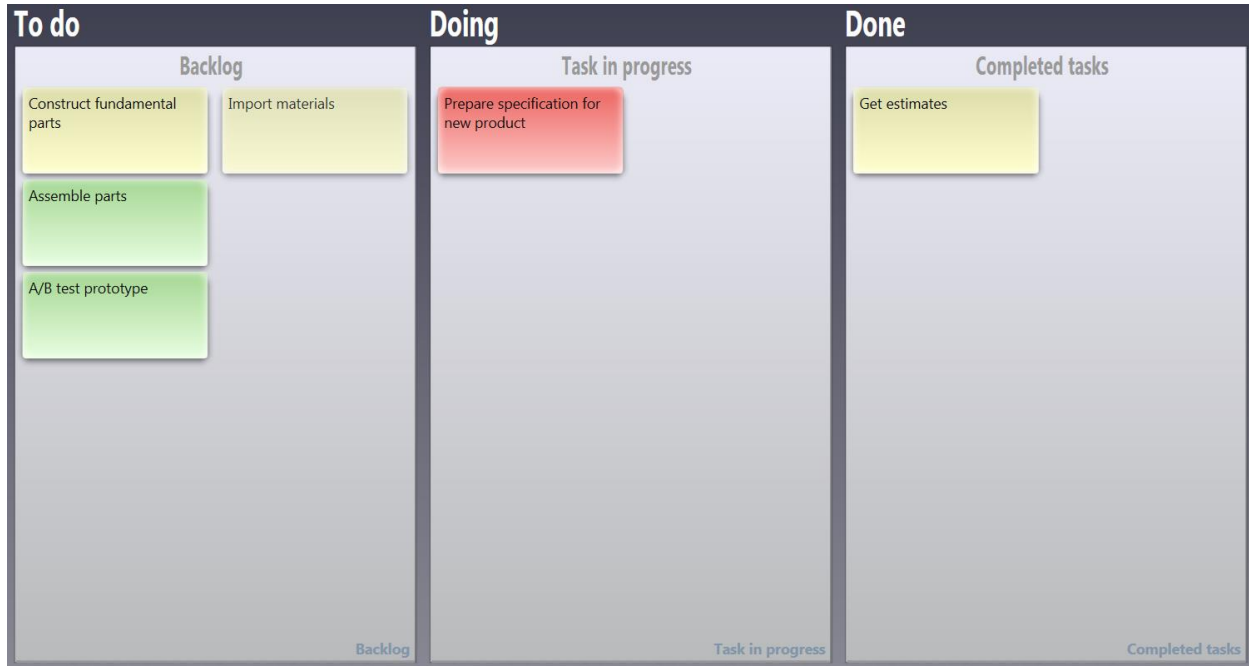 To do
Backlog
Construct fundamental
parts
Import materials
Assemble parts
A/B test prototype
Backlog
Doing
Task in progress
Prepare specification for
new product
Task in progress
Done
Completed tasks
Get estimates
Completed tasks